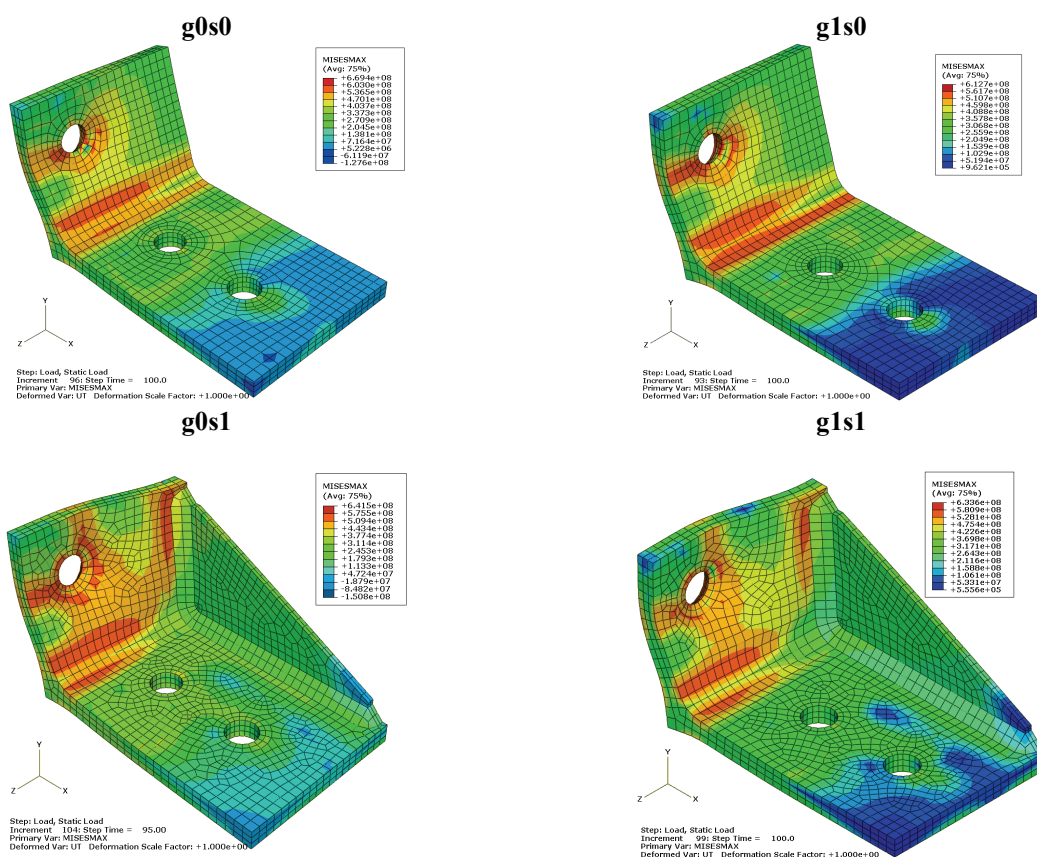 g0s0
MISESMAX
(Avg: 75%)
+6.694e+08
+6.030e+08
+5.365e+08
+4.701e+08
+4.037e+08
+3.373e+08
+2.709e+08
+2.045e+08
+1.381e+08
+7.164e+07
+5.228e+06
-6.119e+07
-1.276e+08
Y
Z
X
Step: Load, Static Load
Increment 96: Step Time = 100.0
Primary Var: MISESMAX
Deformed Var: UT Deformation Scale Factor: +1.000e+00
g1s0
MISESMAX
(Avg: 75%)
+6.127e+08
+5.617e+08
+5.107e+08
+4.598e+08
+4.088e+08
+3.578e+08
+3.068e+08
+2.559e+08
+2.049e+08
+1.539e+08
+1.029e+08
+5.194e+07
+9.621e+05
Y
Z
X
Step: Load, Static Load
Increment 93: Step Time = 100.0
Primary Var: MISESMAX
Deformed Var: UT Deformation Scale Factor: +1.000e+00
g0s1
MISESMAX
(Avg: 75%)
+6.415e+08
+5.755e+08
+5.094e+08
+4.434e+08
+3.774e+08
+3.114e+08
+2.453e+08
+1.793e+08
+1.133e+08
+4.724e+07
-1.879e+07
-8.482e+07
-1.508e+08
Y
Z
X
Step: Load, Static Load
Increment 104: Step Time = 95.00
Primary Var: MISESMAX
Deformed Var: UT Deformation Scale Factor: +1.000e+00
g1s1
MISESMAX
(Avg: 75%)
+6.336e+08
+5.809e+08
+5.281e+08
+4.754e+08
+4.226e+08
+3.698e+08
+3.171e+08
+2.643e+08
+2.116e+08
+1.588e+08
+1.061e+08
+5.331e+07
+5.556e+05
Y
Z
X
Step: Load, Static Load
Increment 99: Step Time = 100.0
Primary Var: MISESMAX
Deformed Var: UT Deformation Scale Factor: +1.000e+00